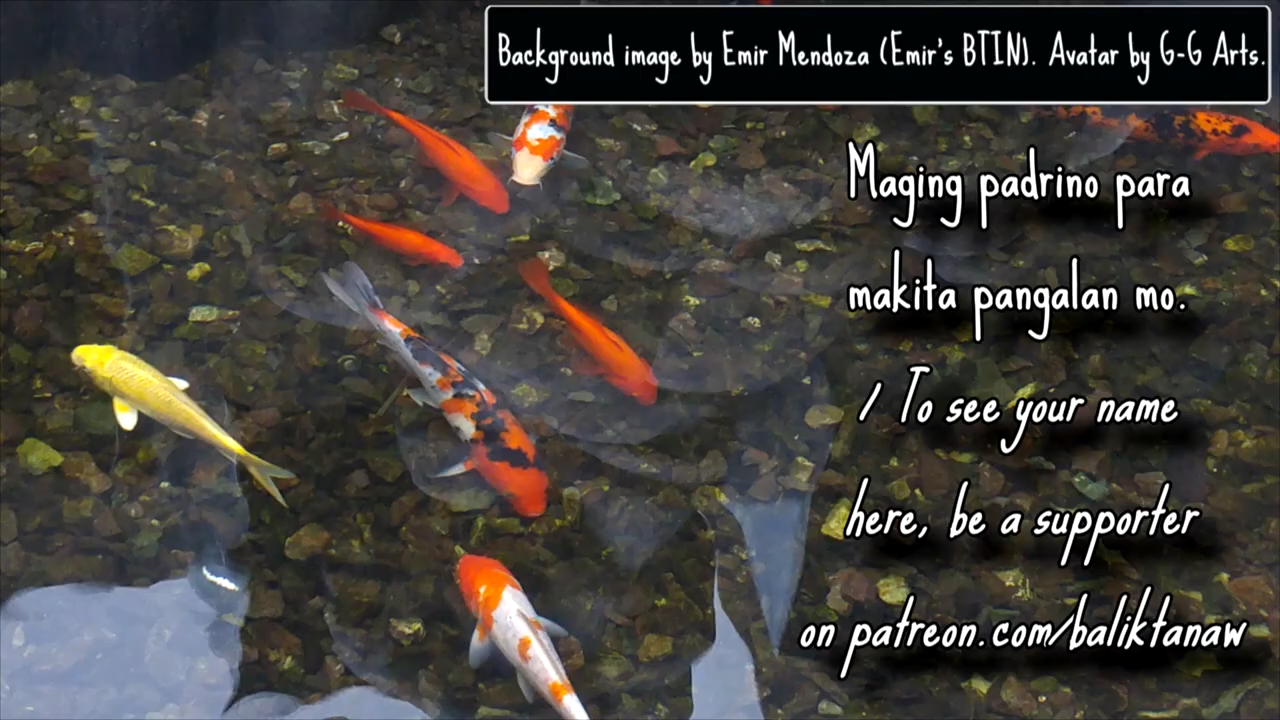 Background image by Emir Mendoza (Emir's BTIN). Avatar by G-G Arts.
Maging padrino para
makita pangalan mo.
/ To see your name
here, be a supporter
on patreon.com/baliktanaw